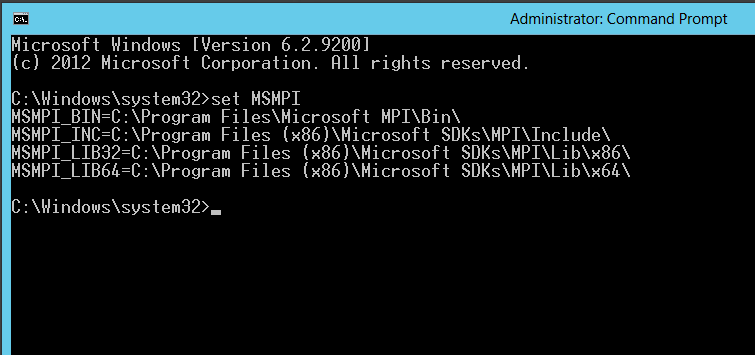 Administrator: Command Prompt
Microsoft Windows [Version 6.2.9200]
(c) 2012 Microsoft Corporation. All rights reserved.
C:\Windows\system32>set MSMPI
MSMPI_BIN=C:\Program Files\Microsoft MPI\Bin\
MSMPI_INC=C:\Program Files (x86)\Microsoft SDKs\MPI\Include\
MSMPI_LIB32=C:\Program Files (x86)\Microsoft SDKs\MPI\Lib\x86\
MSMPI_LIB64=C:\Program Files (x86)\Microsoft SDKs\MPI\Lib\x64\
C:\Windows\system32>